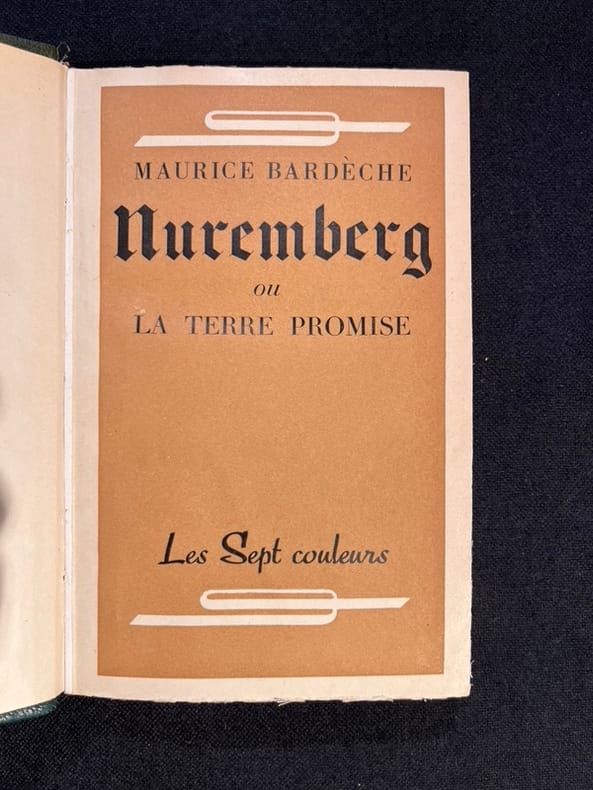 MAURICE BARDÈCHE
Nuremberg
ou
LA TERRE PROMISE
Les Sept couleurs